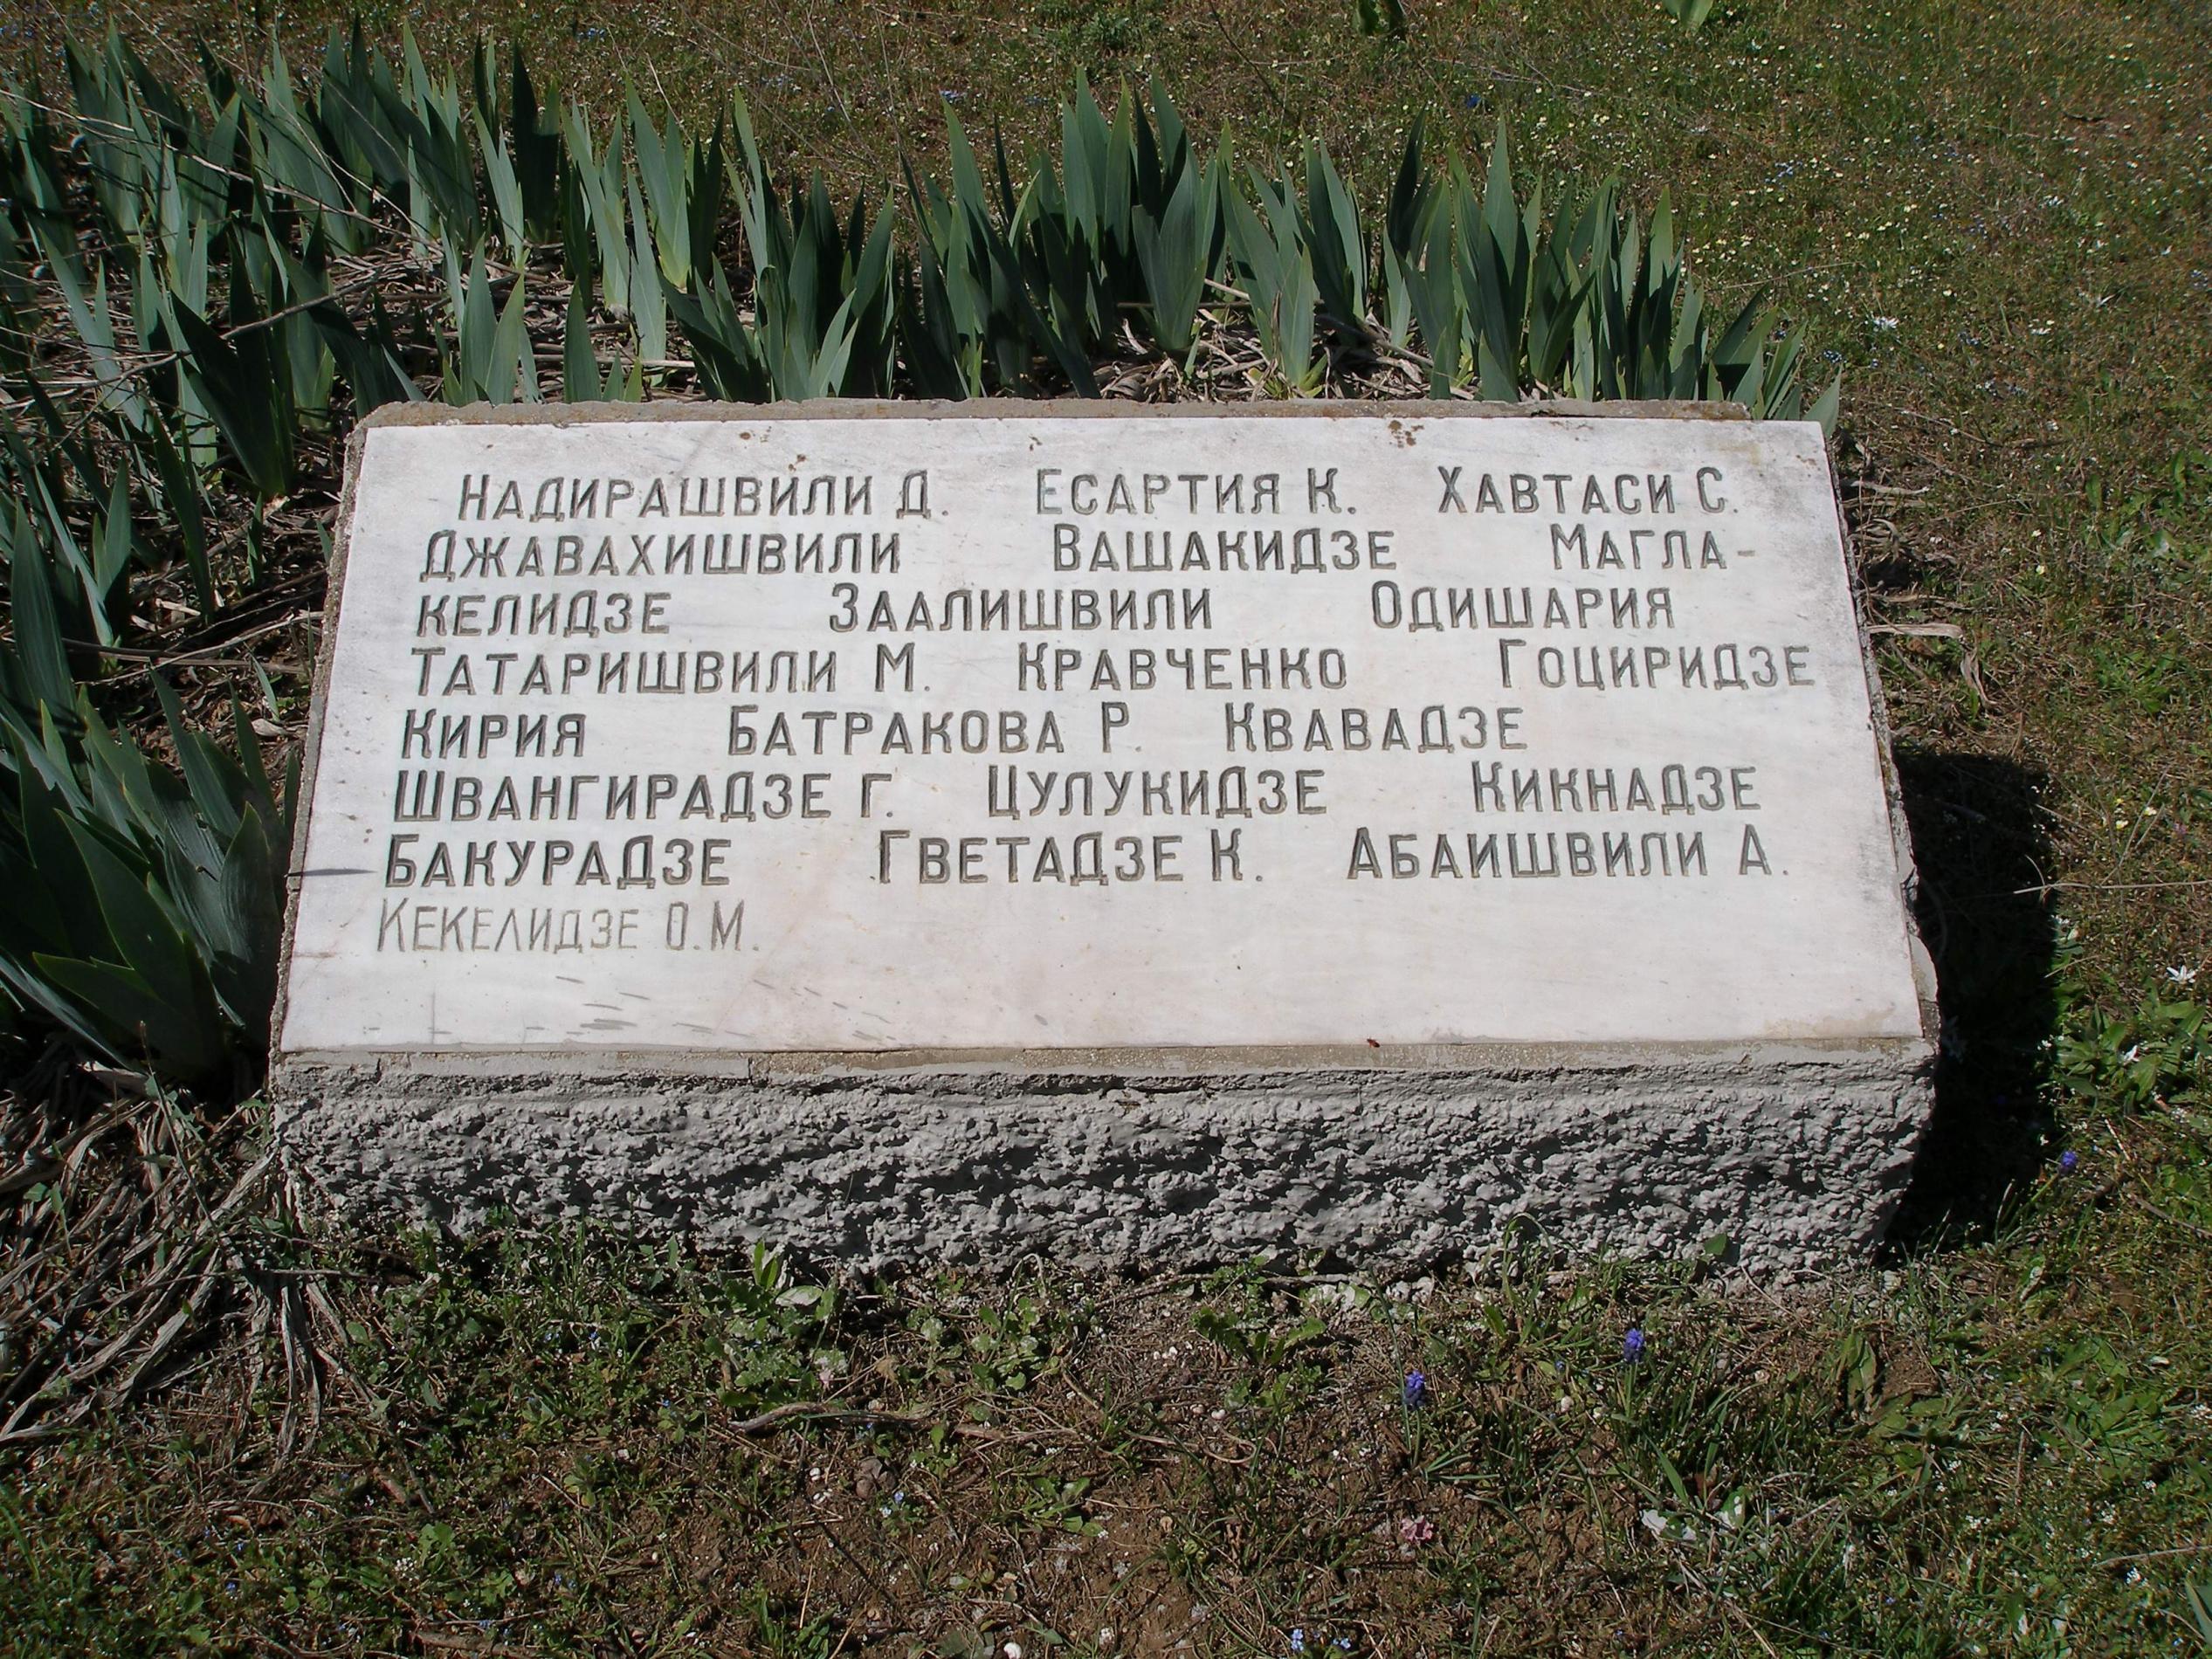 НАДИРАШВИЛИ Д. ЕСАРТИЯ К. ХАВТАСИ С.
ДЖАВАХИШВИЛИ ВАШАКИДЗЕ МАГЛА-
КЕЛИДЗЕ ЗААЛИШВИЛИ ОДИШАРИЯ
ТАТАРИШВИЛИ М. КРАВЧЕНКО ГОЦИРИДЗЕ
КИРИЯ БАТРАКОВА Р. КВАВАДЗЕ
ШВАНГИРАДЗЕ Г. ЦУЛУКИДЗЕ КИКНАДЗЕ
БАКУРАДЗЕ ГВЕТАДЗЕ К. АБАИШВИЛИ А.
КЕКЕЛИДЗЕ О.М.